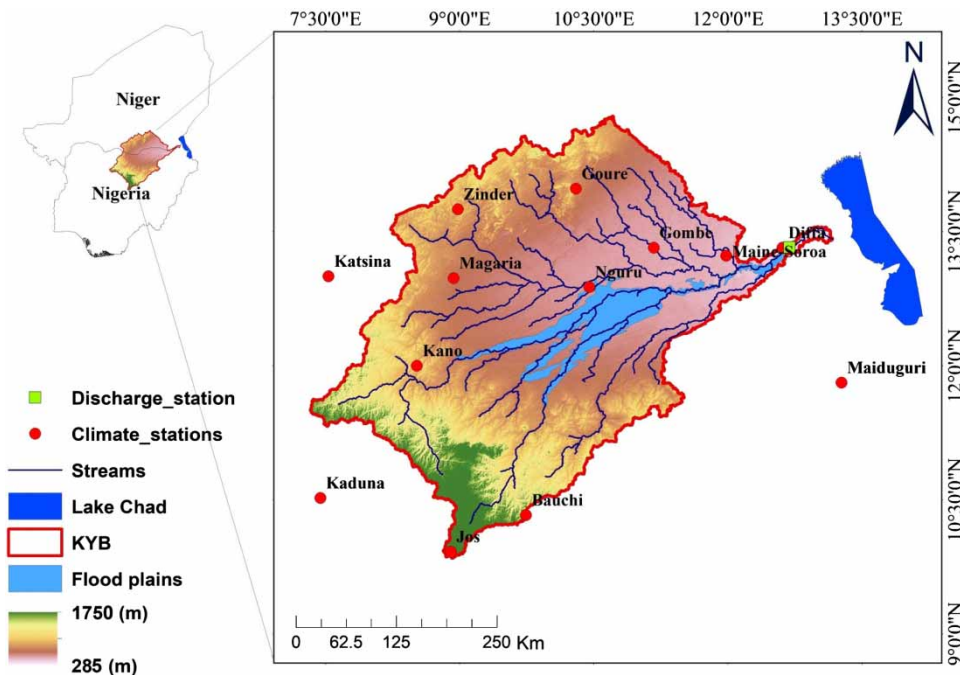 7°30'0"E 9°00'0"E 10°30'0"E 12°00'0"E 13°30'0"E
N
15°0'0"N
13°30'0"N
12°0'0"N
10°30'0"N
9°0'0"N
Niger
Nigeria
Goure
Zinder
Gombe
Diffa
Maine-Soroa
Katsina
Magaria
Nguru
Kano
Maiduguri
Kaduna
Bauchi
Jos
Discharge_station
Climate_stations
Streams
Lake Chad
KYB
Flood plains
1750 (m)
285 (m)
0 62.5 125 250 Km